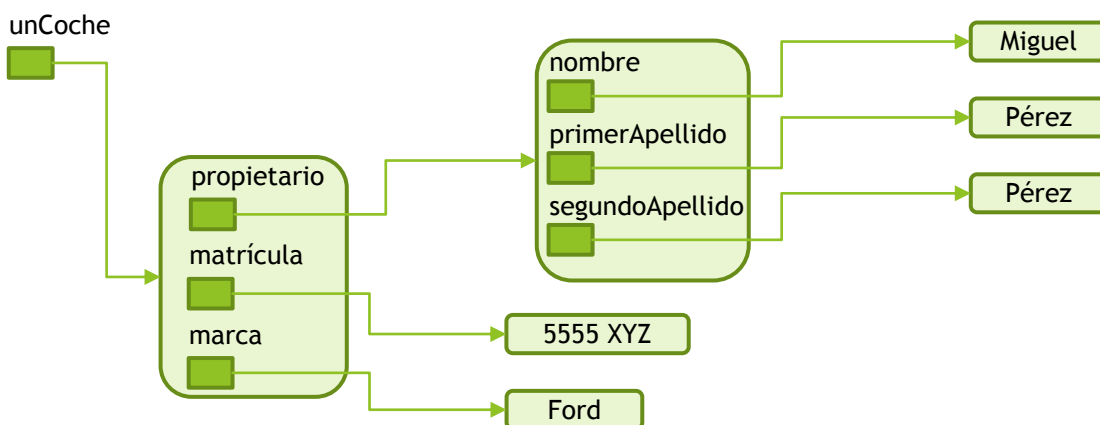 unCoche
nombre
Miguel
primerApellido
Pérez
propietario
segundoApellido
Pérez
matrícula
marca
5555 XYZ
Ford